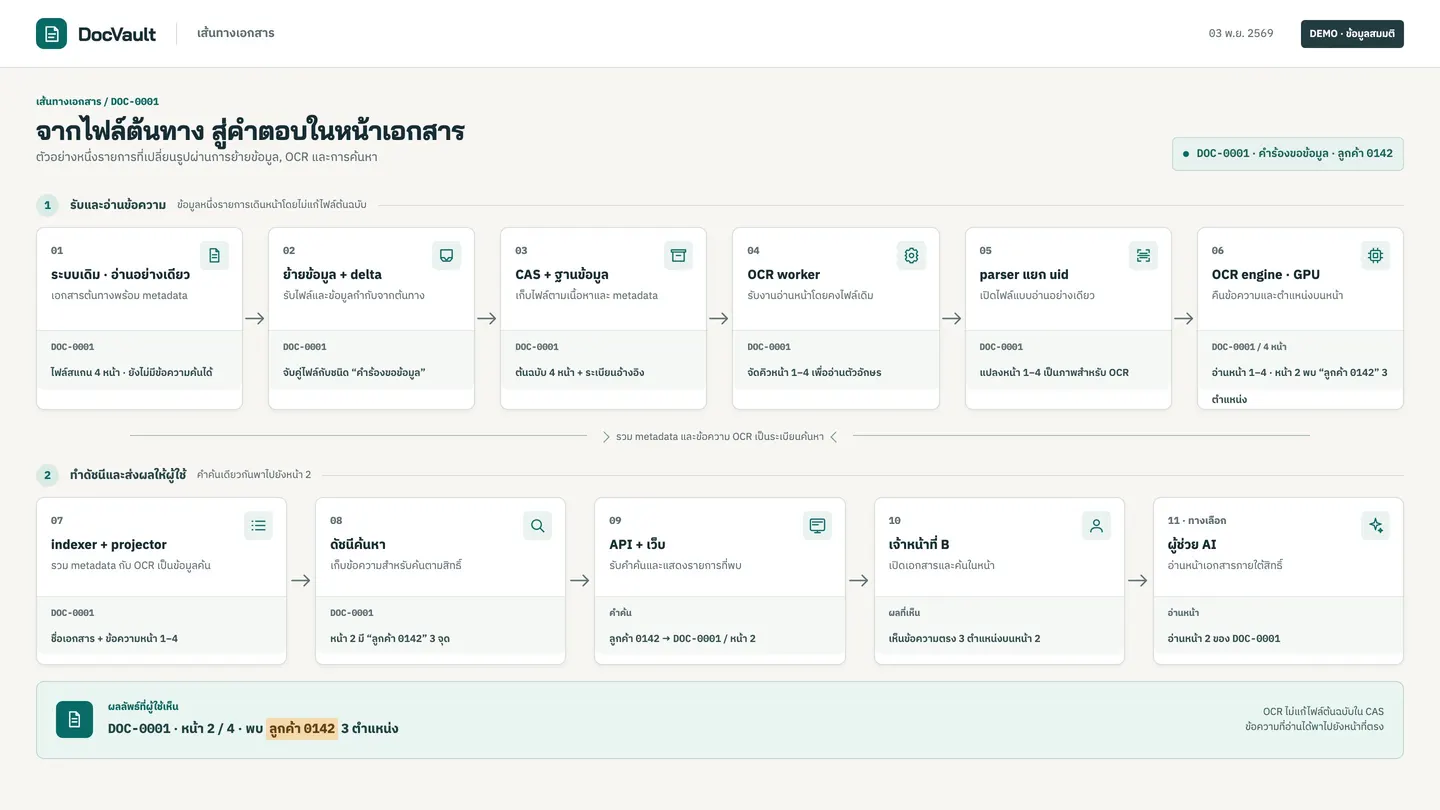 DocVault
เส้นทางเอกสาร
03 พ.ย. 2569
DEMO · ข้อมูลสมมติ
เส้นทางเอกสาร / DOC-0001
จากไฟล์ต้นทาง สู่คำตอบในหน้าเอกสาร
ตัวอย่างหนึ่งรายการที่เปลี่ยนรูปผ่านการย้ายข้อมูล, OCR และการค้นหา
DOC-0001 · คำร้องขอข้อมูล · ลูกค้า 0142
1 รับและอ่านข้อความ ข้อมูลหนึ่งรายการเดินหน้าโดยไม่แก้ไฟล์ต้นฉบับ
01
ระบบเดิม · อ่านอย่างเดียว
เอกสารต้นทางพร้อม metadata
DOC-0001
ไฟล์สแกน 4 หน้า · ยังไม่มีข้อความค้นได้
02
ย้ายข้อมูล + delta
รับไฟล์และข้อมูลกำกับจากต้นทาง
DOC-0001
จับคู่ไฟล์กับชนิด “คำร้องขอข้อมูล”
03
CAS + ฐานข้อมูล
เก็บไฟล์ตามเนื้อหาและ metadata
DOC-0001
ต้นฉบับ 4 หน้า + ระเบียนอ้างอิง
04
OCR worker
รับงานอ่านหน้าโดยคงไฟล์เดิม
DOC-0001
จัดคิวหน้า 1–4 เพื่ออ่านตัวอักษร
05
parser แยก uid
เปิดไฟล์แบบอ่านอย่างเดียว
DOC-0001
แปลงหน้า 1–4 เป็นภาพสำหรับ OCR
06
OCR engine · GPU
คืนข้อความและตำแหน่งบนหน้า
DOC-0001 / 4 หน้า
อ่านหน้า 1–4 · หน้า 2 พบ “ลูกค้า 0142” 3
ตำแหน่ง
รวม metadata และข้อความ OCR เป็นระเบียนค้นหา
2 ทำดัชนีและส่งผลให้ผู้ใช้ คำค้นเดียวกันพาไปยังหน้า 2
07
indexer + projector
รวม metadata กับ OCR เป็นข้อมูลค้น
DOC-0001
ชื่อเอกสาร + ข้อความหน้า 1–4
08
ดัชนีค้นหา
เก็บข้อความสำหรับค้นตามสิทธิ์
DOC-0001
หน้า 2 มี “ลูกค้า 0142” 3 จุด
09
API + เว็บ
รับคำค้นและแสดงรายการที่พบ
คำค้น
ลูกค้า 0142 → DOC-0001 / หน้า 2
10
เจ้าหน้าที่ B
เปิดเอกสารและค้นในหน้า
ผลที่เห็น
เห็นข้อความตรง 3 ตำแหน่งบนหน้า 2
11 · ทางเลือก
ผู้ช่วย AI
อ่านหน้าเอกสารภายใต้สิทธิ์
อ่านหน้า
อ่านหน้า 2 ของ DOC-0001
ผลลัพธ์ที่ผู้ใช้เห็น
DOC-0001 · หน้า 2 / 4 · พบ ลูกค้า 0142 3 ตำแหน่ง
OCR ไม่แก้ไฟล์ต้นฉบับใน CAS
ข้อความที่อ่านได้พาไปยังหน้าที่ตรง